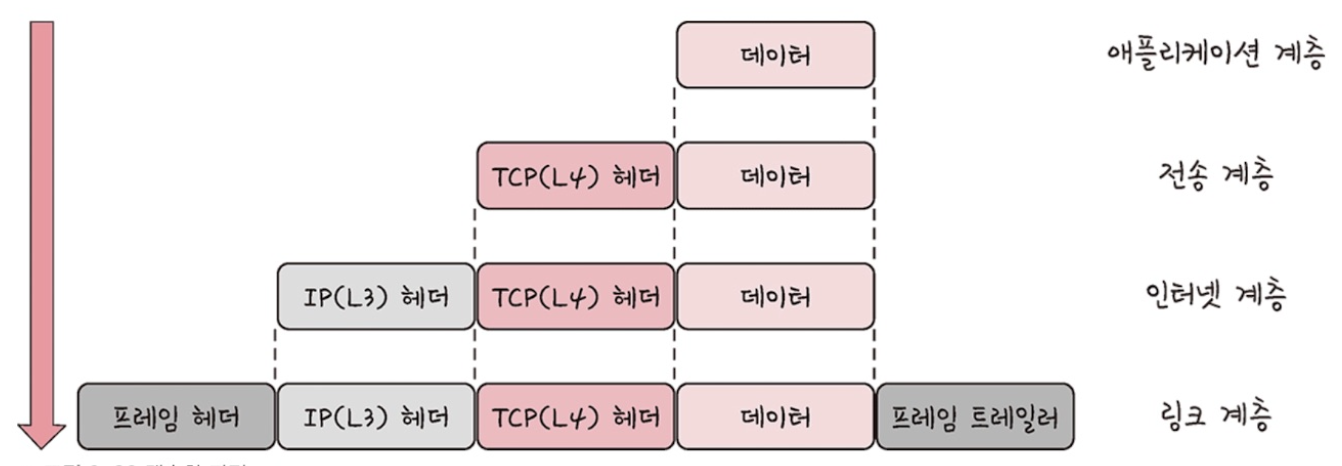 데이터 애플리케이션 계층
TCP(L4) 헤더 데이터 전송 계층
IP(L3) 헤더 TCP(L4) 헤더 데이터 인터넷 계층
프레임 헤더 IP(L3) 헤더 TCP(L4) 헤더 데이터 프레임 트레일러 링크 계층